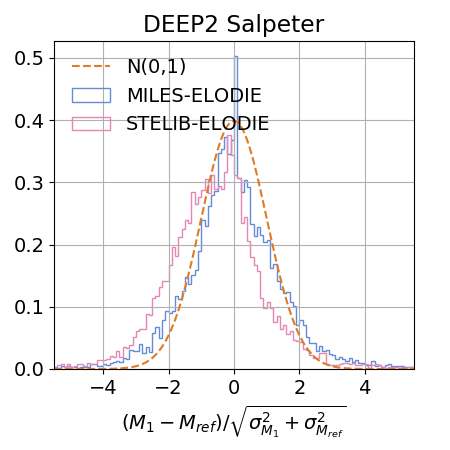 DEEP2 Salpeter
N(0,1)
MILES-ELODIE
STELIB-ELODIE
0.5
0.4
0.3
0.2
0.1
0.0
−4 −2 0 2 4
(M₁ − M_ref)/√(σ²_M₁ + σ²_M_ref)